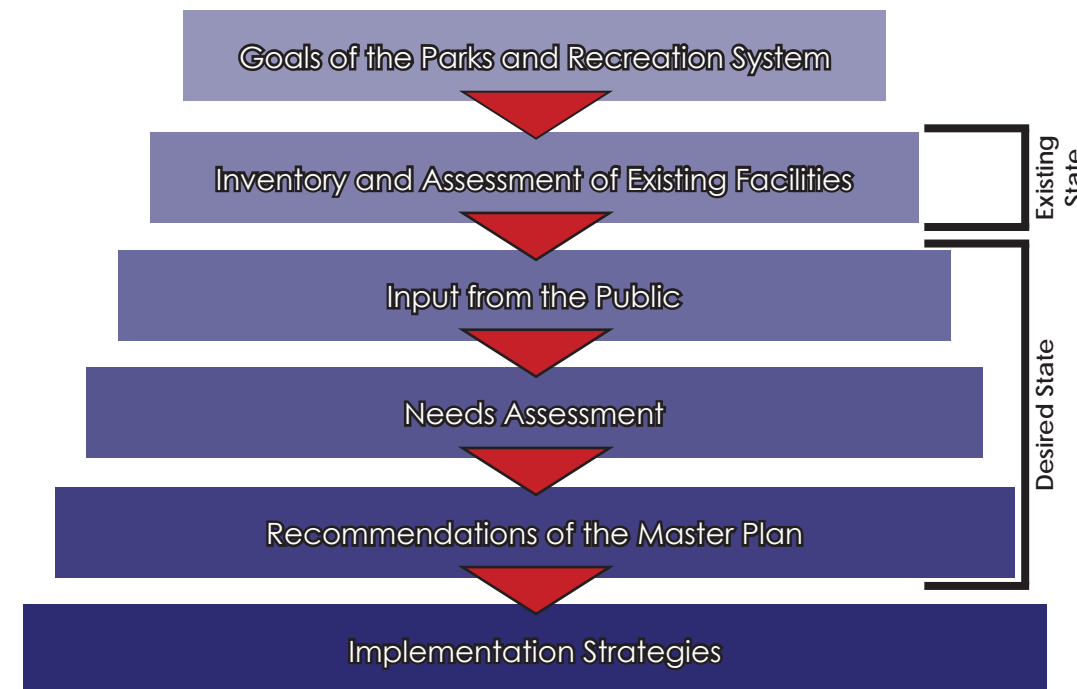 Goals of the Parks and Recreation System
Inventory and Assessment of Existing Facilities
Existing
State
Input from the Public
Needs Assessment
Desired State
Recommendations of the Master Plan
Implementation Strategies